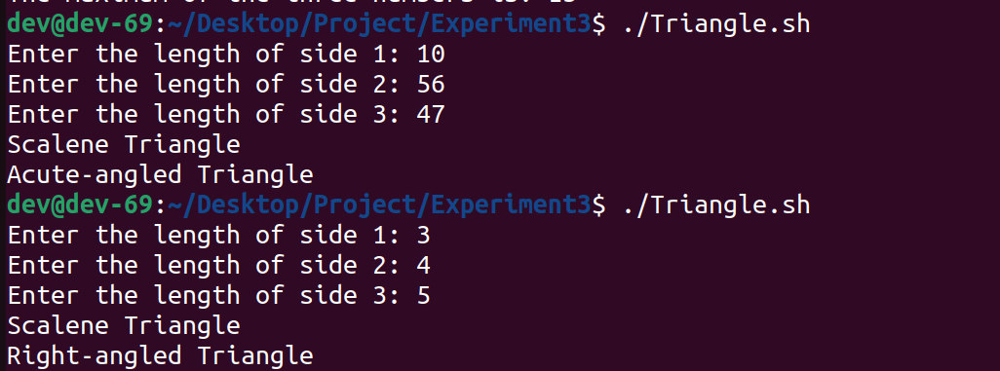 dev@dev-69:~/Desktop/Project/Experiment3$ ./Triangle.sh
Enter the length of side 1: 10
Enter the length of side 2: 56
Enter the length of side 3: 47
Scalene Triangle
Acute-angled Triangle
dev@dev-69:~/Desktop/Project/Experiment3$ ./Triangle.sh
Enter the length of side 1: 3
Enter the length of side 2: 4
Enter the length of side 3: 5
Scalene Triangle
Right-angled Triangle